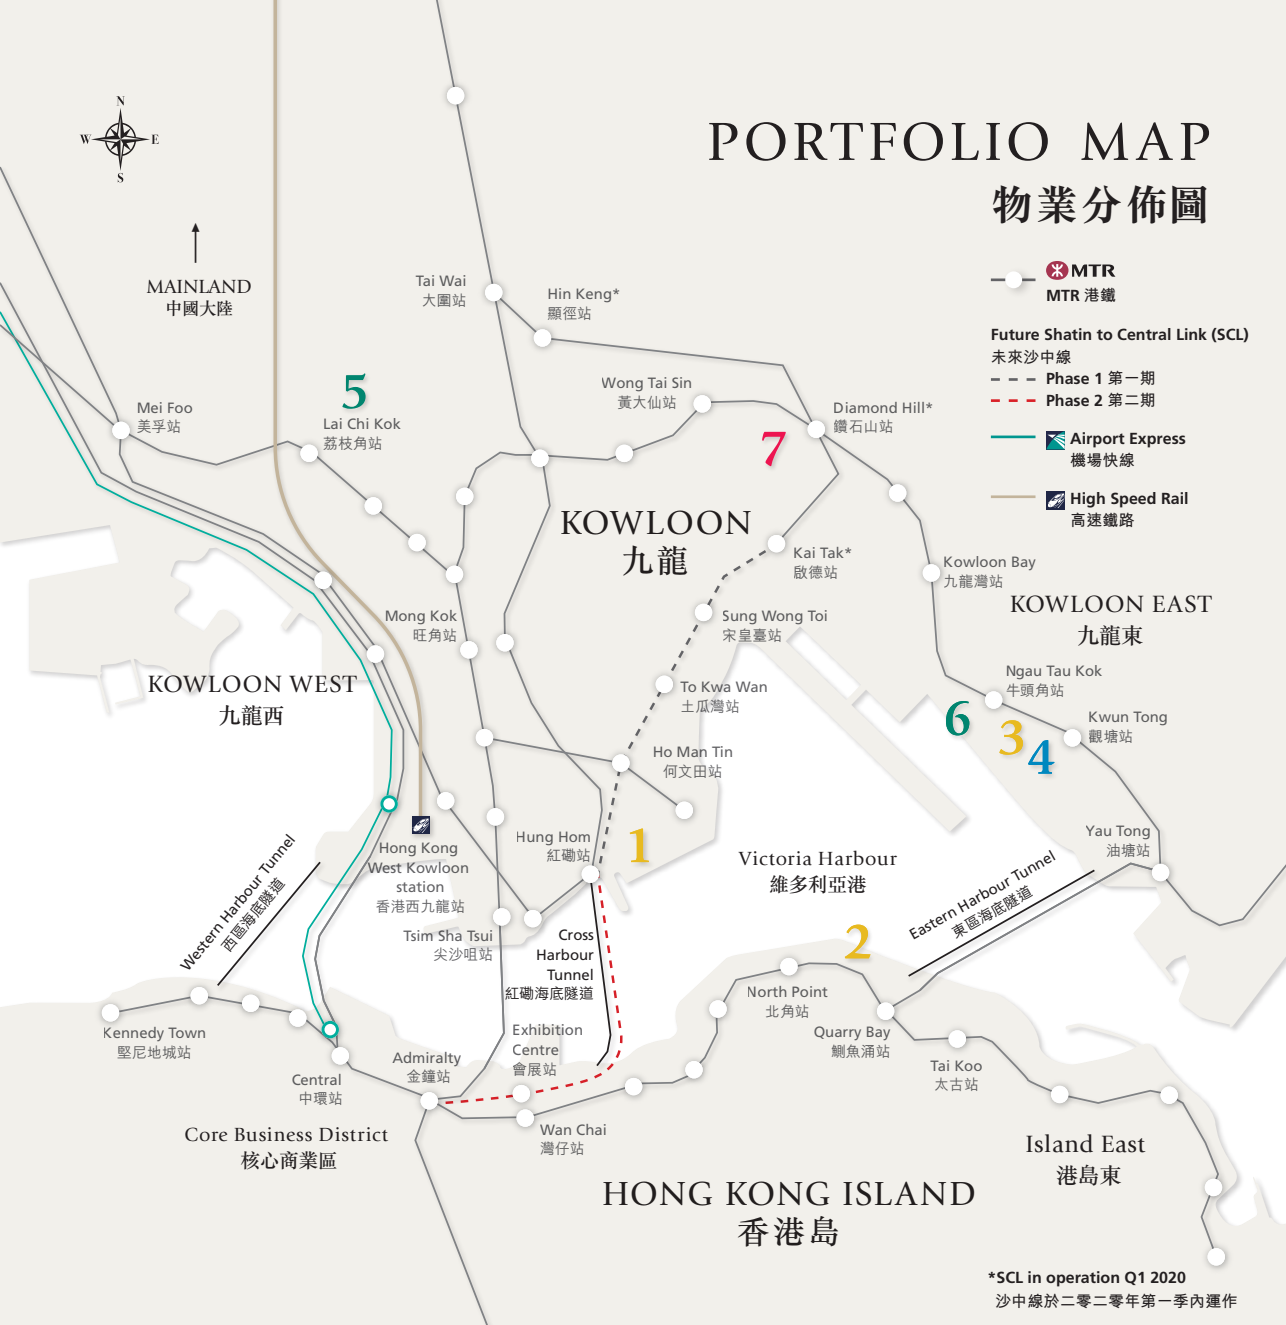 PORTFOLIO MAP
物業分佈圖
N
W
E
S
MAINLAND
中國大陸
MTR
MTR 港鐵
Future Shatin to Central Link (SCL)
未來沙中線
Phase 1 第一期
Phase 2 第二期
Airport Express
機場快線
High Speed Rail
高速鐵路
Tai Wai
大圍站
Hin Keng*
顯徑站
Wong Tai Sin
黃大仙站
Diamond Hill*
鑽石山站
Mei Foo
美孚站
5
Lai Chi Kok
荔枝角站
7
KOWLOON
九龍
Kai Tak*
啟德站
Kowloon Bay
九龍灣站
KOWLOON EAST
九龍東
Mong Kok
旺角站
Sung Wong Toi
宋皇臺站
KOWLOON WEST
九龍西
To Kwa Wan
土瓜灣站
Ngau Tau Kok
牛頭角站
6
3
4
Kwun Tong
觀塘站
Ho Man Tin
何文田站
Hung Hom
紅磡站
1
Yau Tong
油塘站
Hong Kong
West Kowloon
station
香港西九龍站
Victoria Harbour
維多利亞港
Western Harbour Tunnel
西區海底隧道
Eastern Harbour Tunnel
東區海底隧道
Tsim Sha Tsui
尖沙咀站
Cross
Harbour
Tunnel
紅磡海底隧道
2
North Point
北角站
Quarry Bay
鰂魚涌站
Kennedy Town
堅尼地城站
Exhibition
Centre
會展站
Admiralty
金鐘站
Central
中環站
Tai Koo
太古站
Wan Chai
灣仔站
Core Business District
核心商業區
Island East
港島東
HONG KONG ISLAND
香港島
*SCL in operation Q1 2020
沙中線於二零二零年第一季內運作